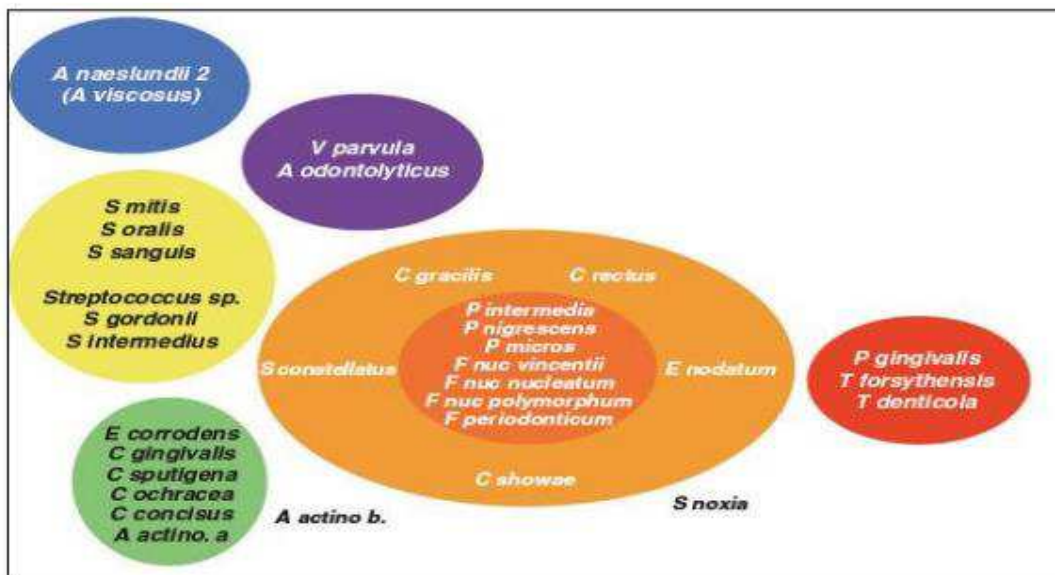 A naeslundii 2
(A viscosus)
V parvula
A odontolyticus
S mitis
S oralis
S sanguis
Streptococcus sp.
S gordonii
S intermedius
C gracilis
C rectus
P intermedia
P nigrescens
P micros
F nuc vincentii
F nuc nucleatum
F nuc polymorphum
F periodonticum
S constellatus
E nodatum
C showae
P gingivalis
T forsythensis
T denticola
E corrodens
C gingivalis
C sputigena
C ochracea
C concisus
A actino. a
A actino b.
S noxia